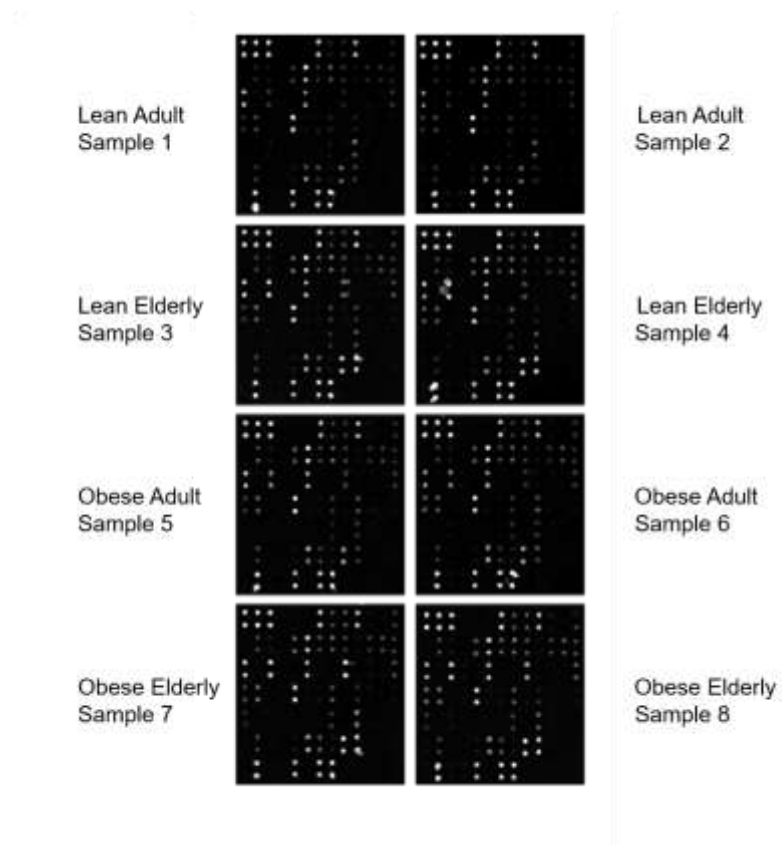 Lean Adult
Sample 1
Lean Adult
Sample 2
Lean Elderly
Sample 3
Lean Elderly
Sample 4
Obese Adult
Sample 5
Obese Adult
Sample 6
Obese Elderly
Sample 7
Obese Elderly
Sample 8